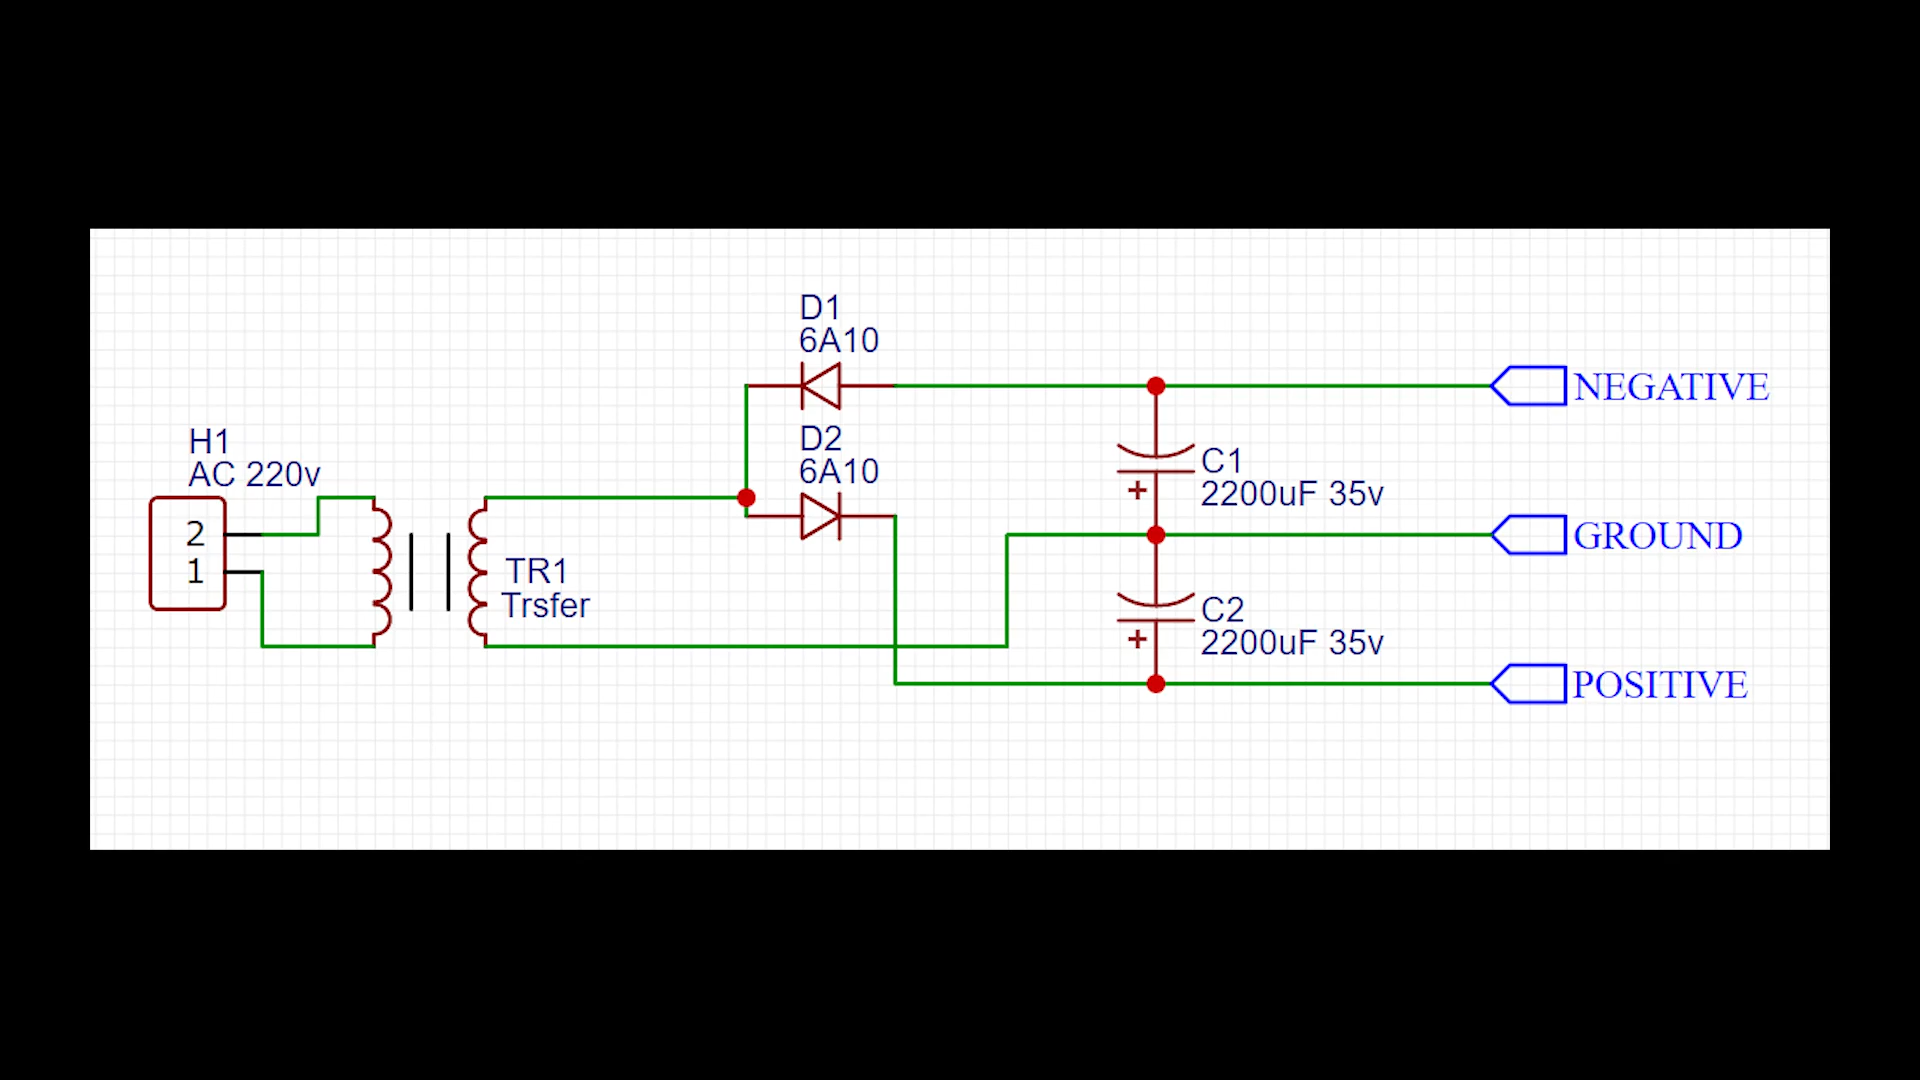 D1
6A10
D2
6A10
H1
AC 220v
2
1
TR1
Trsfer
C1
+
2200uF 35v
C2
+
2200uF 35v
NEGATIVE
GROUND
POSITIVE